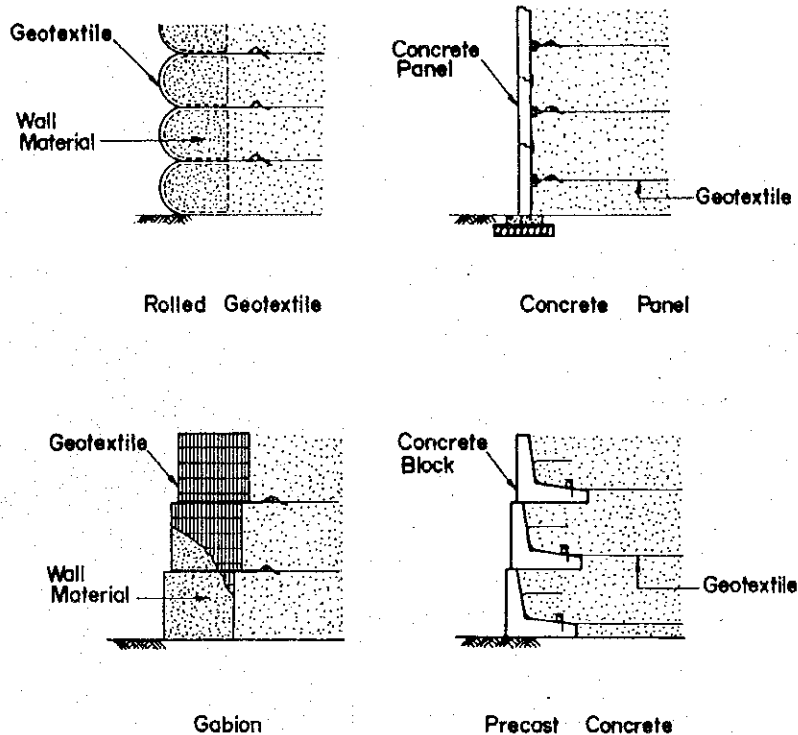 Geotextile
Wall
Material
Rolled Geotextile
Concrete
Panel
Geotextile
Concrete Panel
Geotextile
Wall
Material
Gabion
Concrete
Block
Geotextile
Precast Concrete